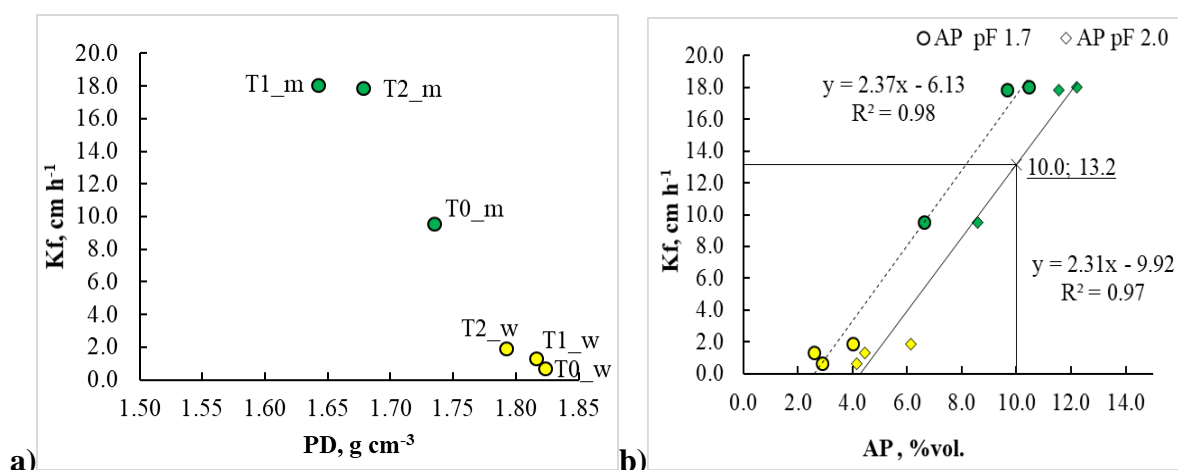 20.0
18.0
16.0
14.0
12.0
10.0
8.0
6.0
4.0
2.0
0.0
Kf, cm h⁻¹
T1_m
T2_m
T0_m
T2_w
T1_w
T0_w
1.50 1.55 1.60 1.65 1.70 1.75 1.80 1.85
PD, g cm⁻³
a)
AP pF 1.7 AP pF 2.0
20.0
18.0
16.0
14.0
12.0
10.0
8.0
6.0
4.0
2.0
0.0
Kf, cm h⁻¹
y = 2.37x - 6.13
R² = 0.98
10.0; 13.2
y = 2.31x - 9.92
R² = 0.97
0.0 2.0 4.0 6.0 8.0 10.0 12.0 14.0
AP , %vol.
b)